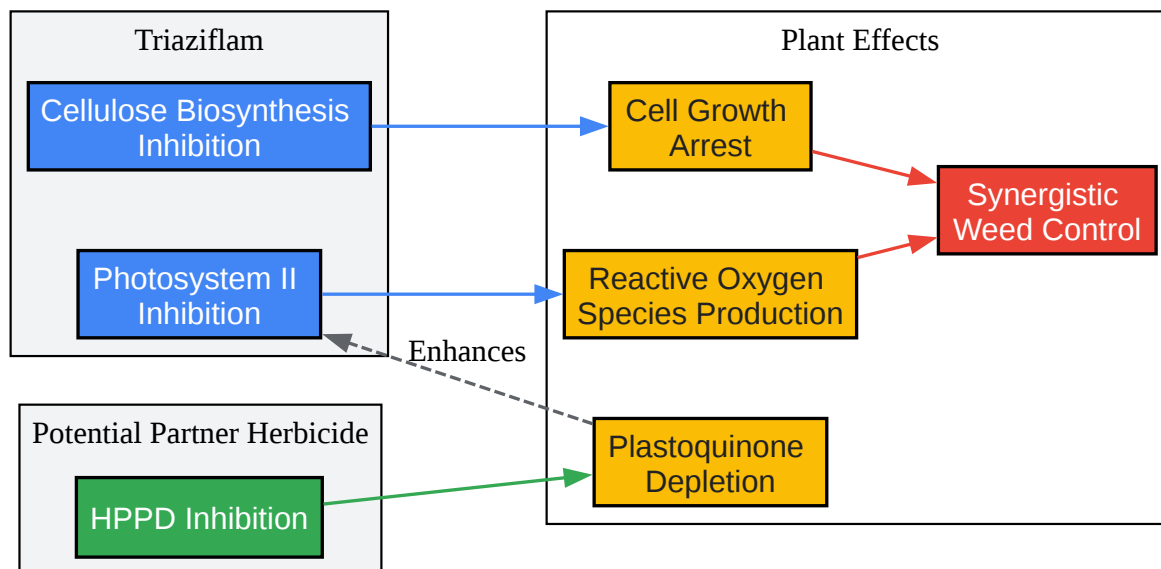 Triaziflam
Cellulose Biosynthesis
Inhibition
Photosystem II
Inhibition
Potential Partner Herbicide
HPPD Inhibition
Enhances
Plant Effects
Cell Growth
Arrest
Reactive Oxygen
Species Production
Plastoquinone
Depletion
Synergistic
Weed Control